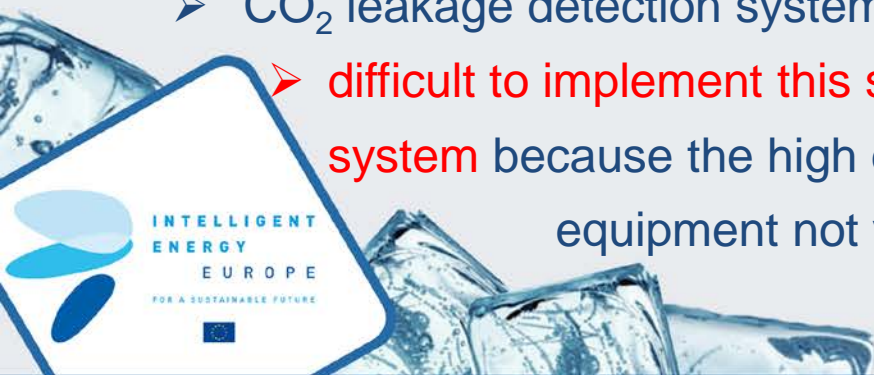 ➢ CO₂ leakage detection system
➢ difficult to implement this
system because the high
equipment not
INTELLIGENT
ENERGY
EUROPE
FOR A SUSTAINABLE FUTURE